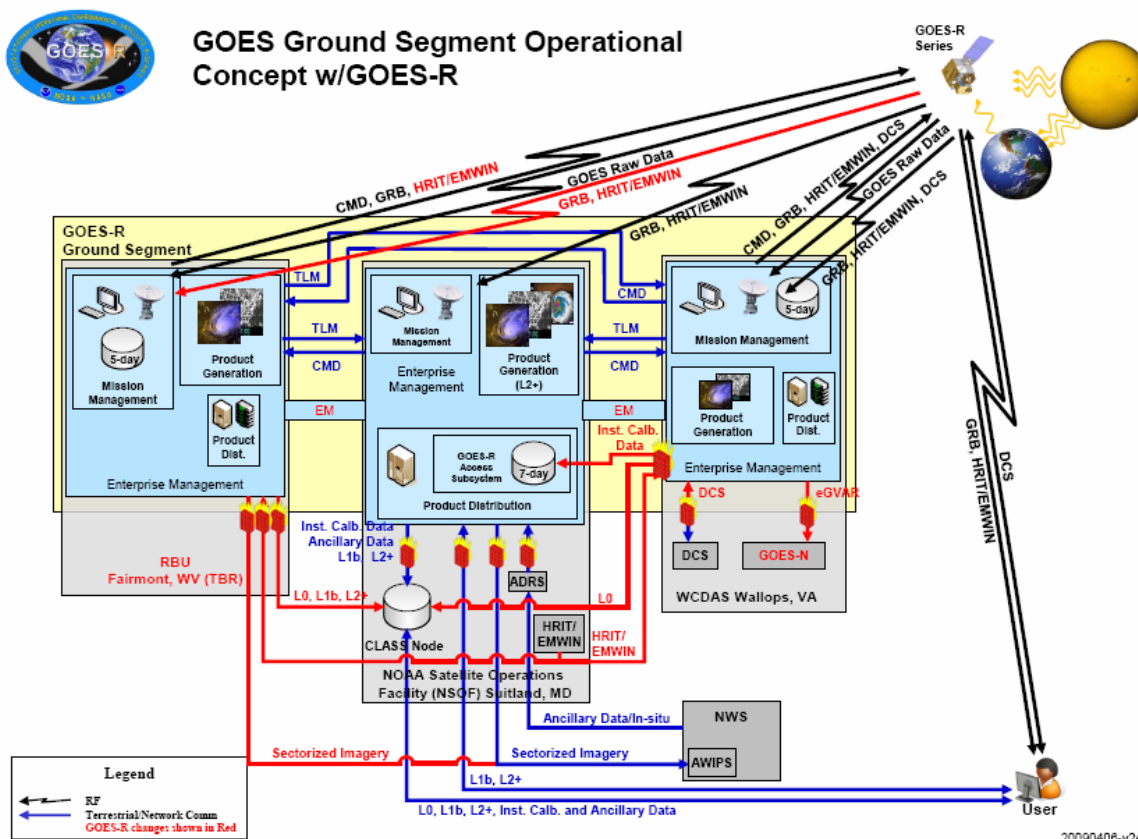 GOES R
NOAA ~ NASA
GOES Ground Segment Operational
Concept w/GOES-R
GOES-R
Series
CMD, GRB, HRIT/EMWIN
GOES Raw Data
GRB, HRIT/EMWIN
GRB, HRIT/EMWIN
CMD, GRB, HRIT/EMWIN, DCS
GOES Raw Data
GRB, HRIT/EMWIN, DCS
GOES-R
Ground Segment
TLM
CMD
5-day
Mission
Management
Product
Generation
Product
Dist.
Enterprise Management
TLM
CMD
EM
Mission
Management
Product
Generation
(L2+)
Enterprise
Management
GOES-R
Access
Subsystem
7-day
Product Distribution
TLM
CMD
EM
Inst. Calb.
Data
5-day
Mission Management
Product
Generation
Product
Dist.
Enterprise Management
DCS
eGVAR
DCS
GOES-N
WCDAS Wallops, VA
RBU
Fairmont, WV (TBR)
Inst. Calb. Data
Ancillary Data
L1b, L2+
ADRS
L0, L1b, L2+
L0
CLASS Node
HRIT/
EMWIN
HRIT/
EMWIN
NOAA Satellite Operations
Facility (NSOF) Suitland, MD
GRB, HRIT/EMWIN
DCS
Ancillary Data/In-situ
NWS
AWIPS
Sectorized Imagery
Sectorized Imagery
L1b, L2+
L0, L1b, L2+, Inst. Calb. and Ancillary Data
User
Legend
RF
Terrestrial/Network Comm
GOES-R changes shown in Red